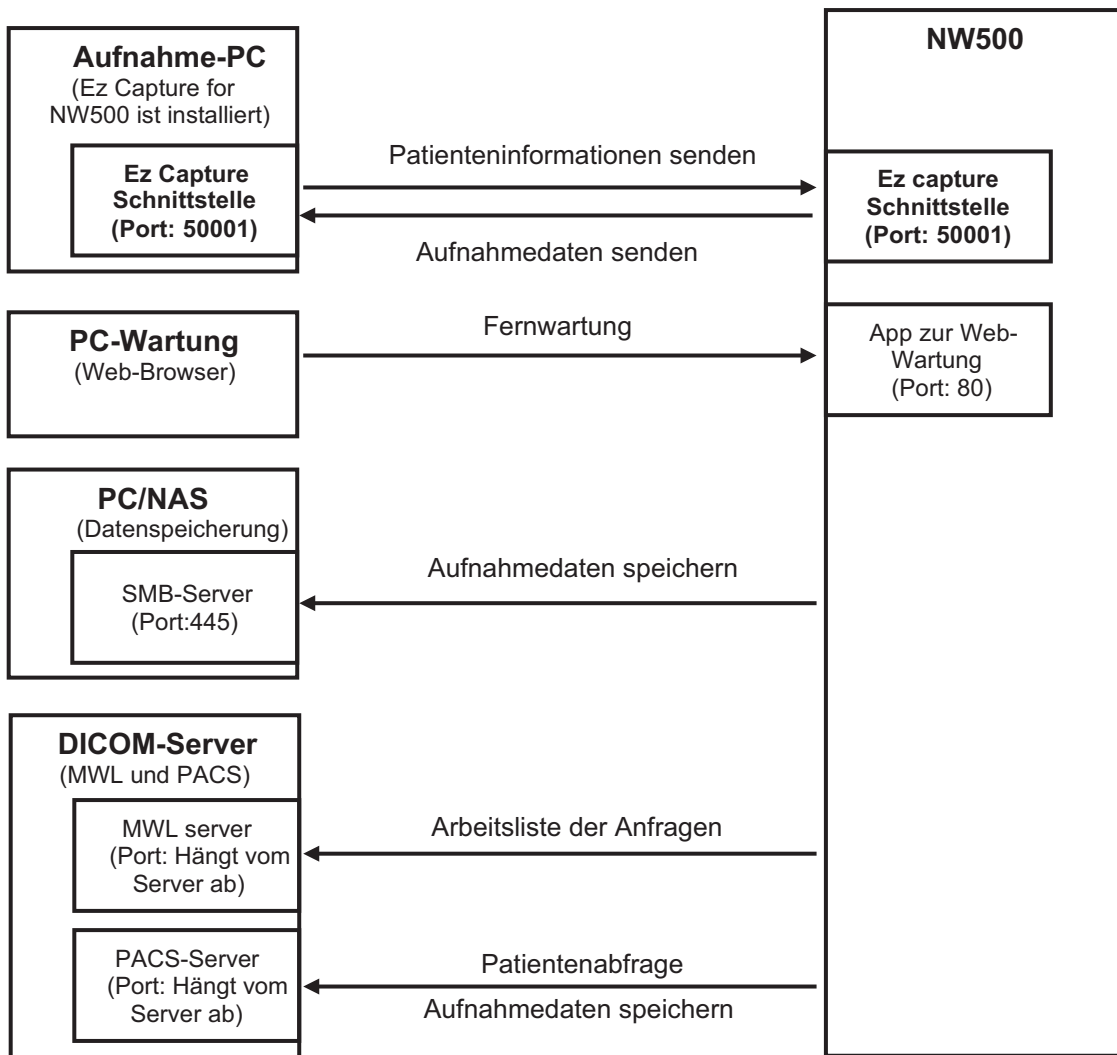 Aufnahme-PC
(Ez Capture for
NW500 ist installiert)
Ez Capture
Schnittstelle
(Port: 50001)
Patienteninformationen senden
Aufnahmedaten senden
NW500
Ez capture
Schnittstelle
(Port: 50001)
PC-Wartung
(Web-Browser)
Fernwartung
App zur Web-
Wartung
(Port: 80)
PC/NAS
(Datenspeicherung)
SMB-Server
(Port:445)
Aufnahmedaten speichern
DICOM-Server
(MWL und PACS)
MWL server
(Port: Hängt vom
Server ab)
Arbeitsliste der Anfragen
PACS-Server
(Port: Hängt vom
Server ab)
Patientenabfrage
Aufnahmedaten speichern